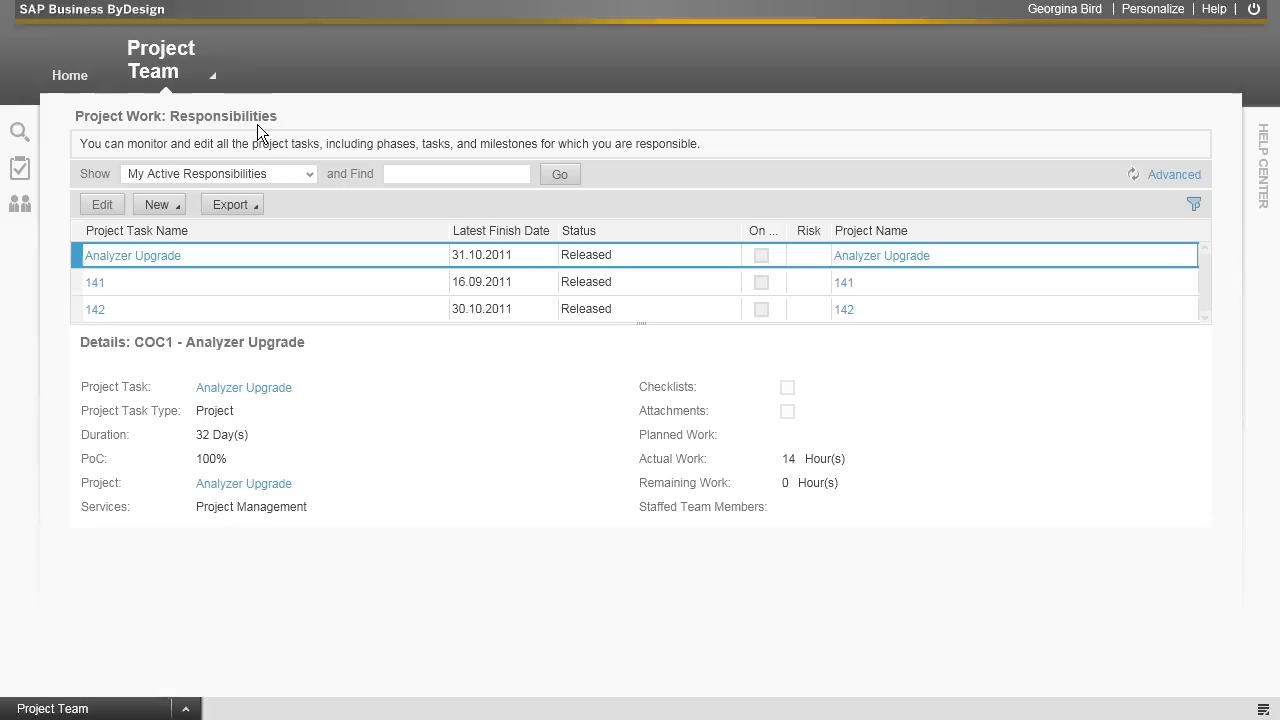 SAP Business ByDesign
Georgina Bird | Personalize | Help |
Home
Project
Team
Project Work: Responsibilities
You can monitor and edit all the project tasks, including phases, tasks, and milestones for which you are responsible.
Show My Active Responsibilities and Find Go Advanced
Edit New Export
Project Task Name Latest Finish Date Status On ... Risk Project Name
Analyzer Upgrade 31.10.2011 Released Analyzer Upgrade
141 16.09.2011 Released 141
142 30.10.2011 Released 142
Details: COC1 - Analyzer Upgrade
Project Task: Analyzer Upgrade Checklists:
Project Task Type: Project Attachments:
Duration: 32 Day(s) Planned Work:
PoC: 100% Actual Work: 14 Hour(s)
Project: Analyzer Upgrade Remaining Work: 0 Hour(s)
Services: Project Management Staffed Team Members:
HELP CENTER
Project Team